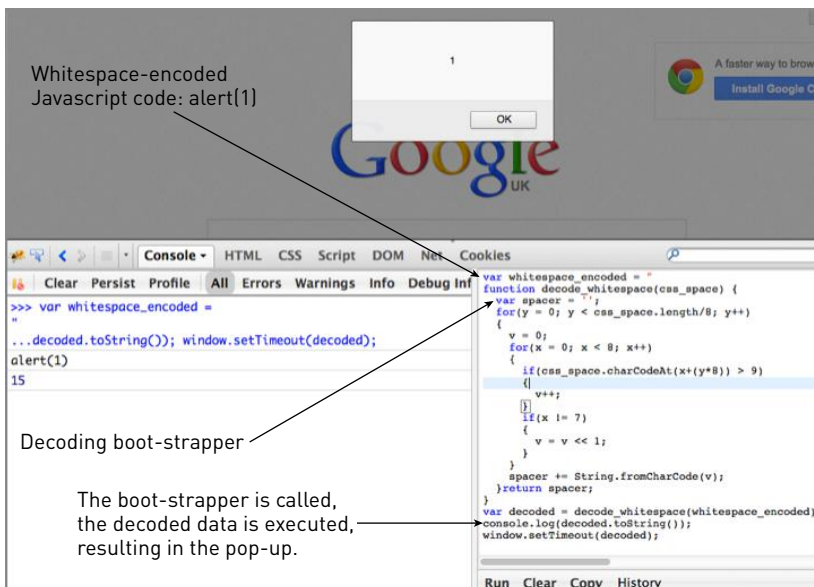 1
OK
A faster way to brow
Install Google C
Google
UK
Whitespace-encoded
Javascript code: alert(1)
Console HTML CSS Script DOM Net Cookies
Clear Persist Profile All Errors Warnings Info Debug Inf
>>> var whitespace_encoded =
"
...decoded.toString()); window.setTimeout(decoded);
alert(1)
15
var whitespace_encoded = "
function decode_whitespace(css_space) {
var spacer = '';
for(y = 0; y < css_space.length/8; y++)
{
v = 0;
for(x = 0; x < 8; x++)
{
if(css_space.charCodeAt(x+(y*8)) > 9)
{
v++;
}
if(x != 7)
{
v = v << 1;
}
}
spacer += String.fromCharCode(v);
}return spacer;
}
var decoded = decode_whitespace(whitespace_encoded)
console.log(decoded.toString());
window.setTimeout(decoded);
Decoding boot-strapper
The boot-strapper is called,
the decoded data is executed,
resulting in the pop-up.
Run Clear Copy History